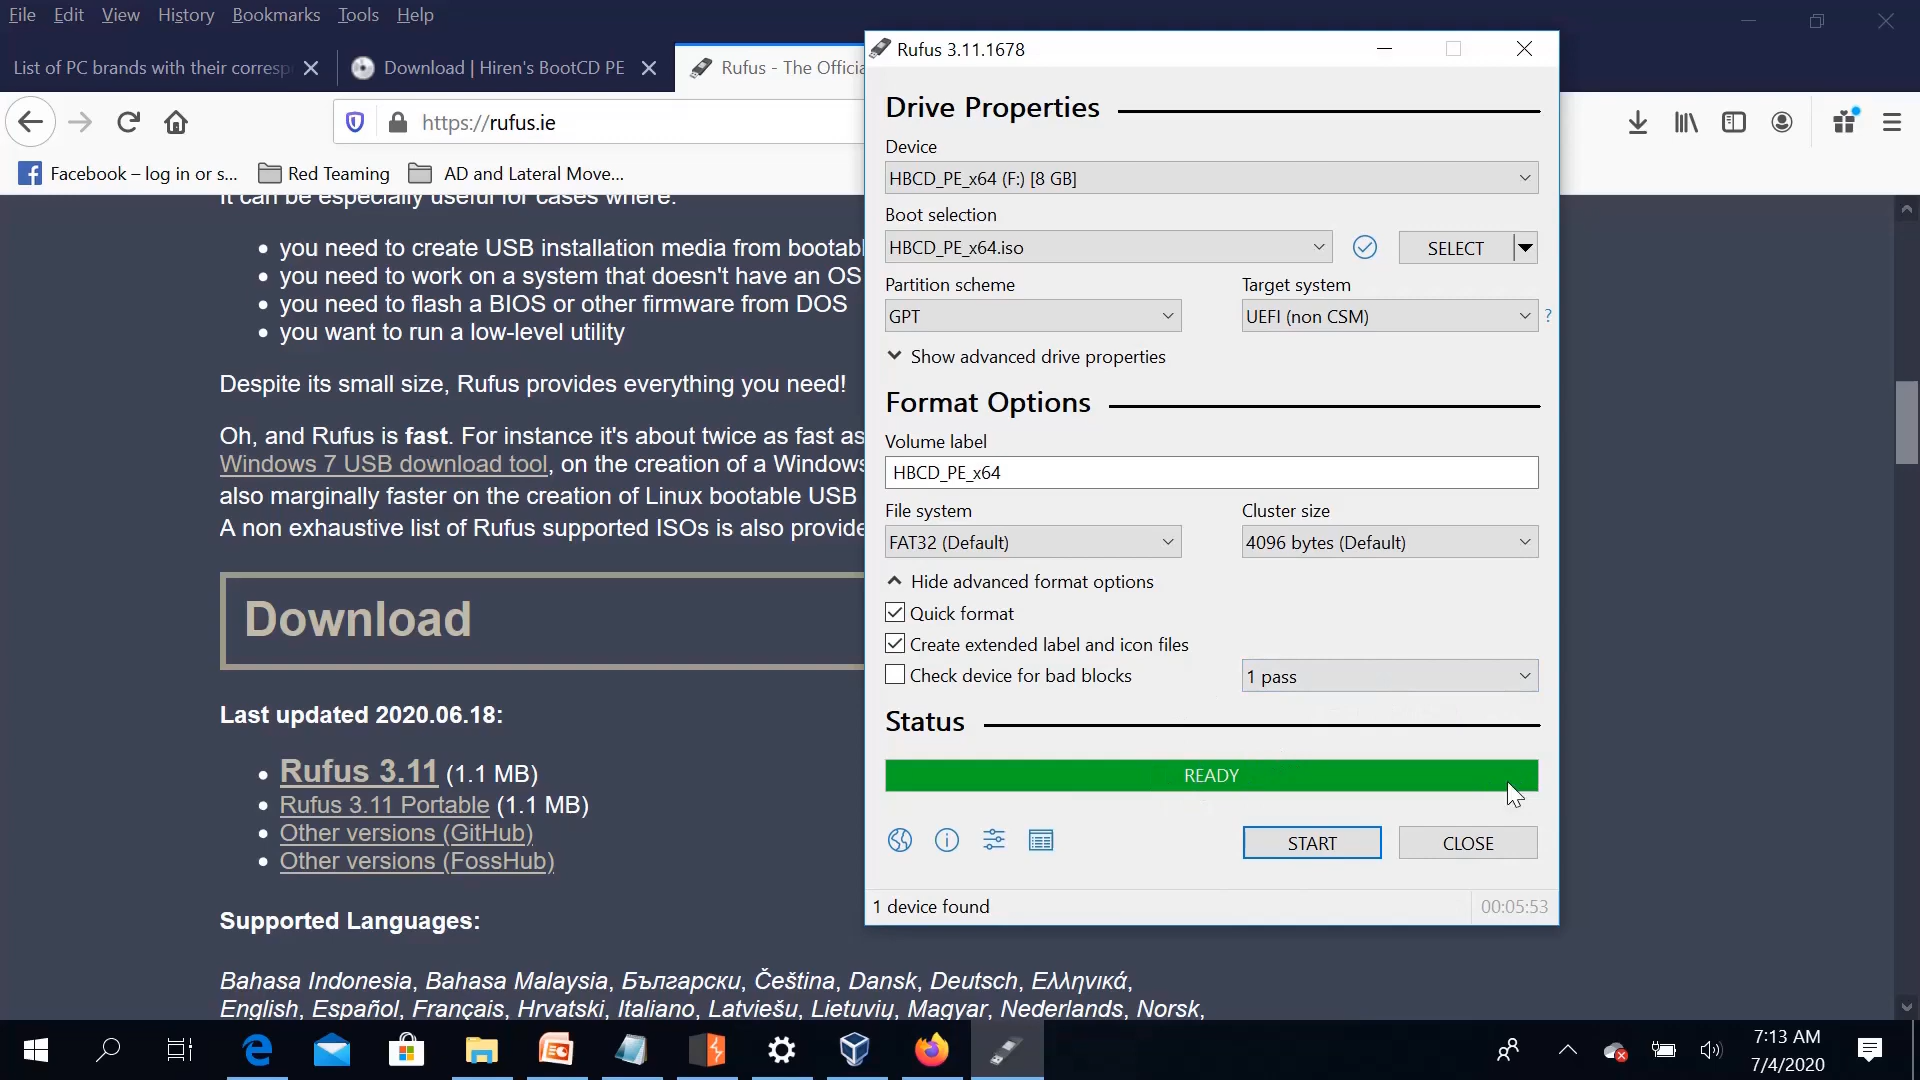 File Edit View History Bookmarks Tools Help
List of PC brands with their corresp
Download | Hiren's BootCD PE
Rufus - The Officia
https://rufus.ie
Facebook – log in or s...
Red Teaming
AD and Lateral Move...
It can be especially useful for cases where:
you need to create USB installation media from bootabl
you need to work on a system that doesn't have an OS
you need to flash a BIOS or other firmware from DOS
you want to run a low-level utility
Despite its small size, Rufus provides everything you need!
Oh, and Rufus is fast. For instance it's about twice as fast as
Windows 7 USB download tool, on the creation of a Windows
also marginally faster on the creation of Linux bootable USB
A non exhaustive list of Rufus supported ISOs is also provide
Download
Last updated 2020.06.18:
Rufus 3.11 (1.1 MB)
Rufus 3.11 Portable (1.1 MB)
Other versions (GitHub)
Other versions (FossHub)
Supported Languages:
Bahasa Indonesia, Bahasa Malaysia, Български, Čeština, Dansk, Deutsch, Ελληνικά,
English, Español, Français, Hrvatski, Italiano, Latviešu, Lietuvių, Magyar, Nederlands, Norsk,
Rufus 3.11.1678
Drive Properties
Device
HBCD_PE_x64 (F:) [8 GB]
Boot selection
HBCD_PE_x64.iso
SELECT
Partition scheme
GPT
Target system
UEFI (non CSM)
?
Show advanced drive properties
Format Options
Volume label
HBCD_PE_x64
File system
FAT32 (Default)
Cluster size
4096 bytes (Default)
Hide advanced format options
Quick format
Create extended label and icon files
Check device for bad blocks
1 pass
Status
READY
START
CLOSE
1 device found
00:05:53
7:13 AM
7/4/2020